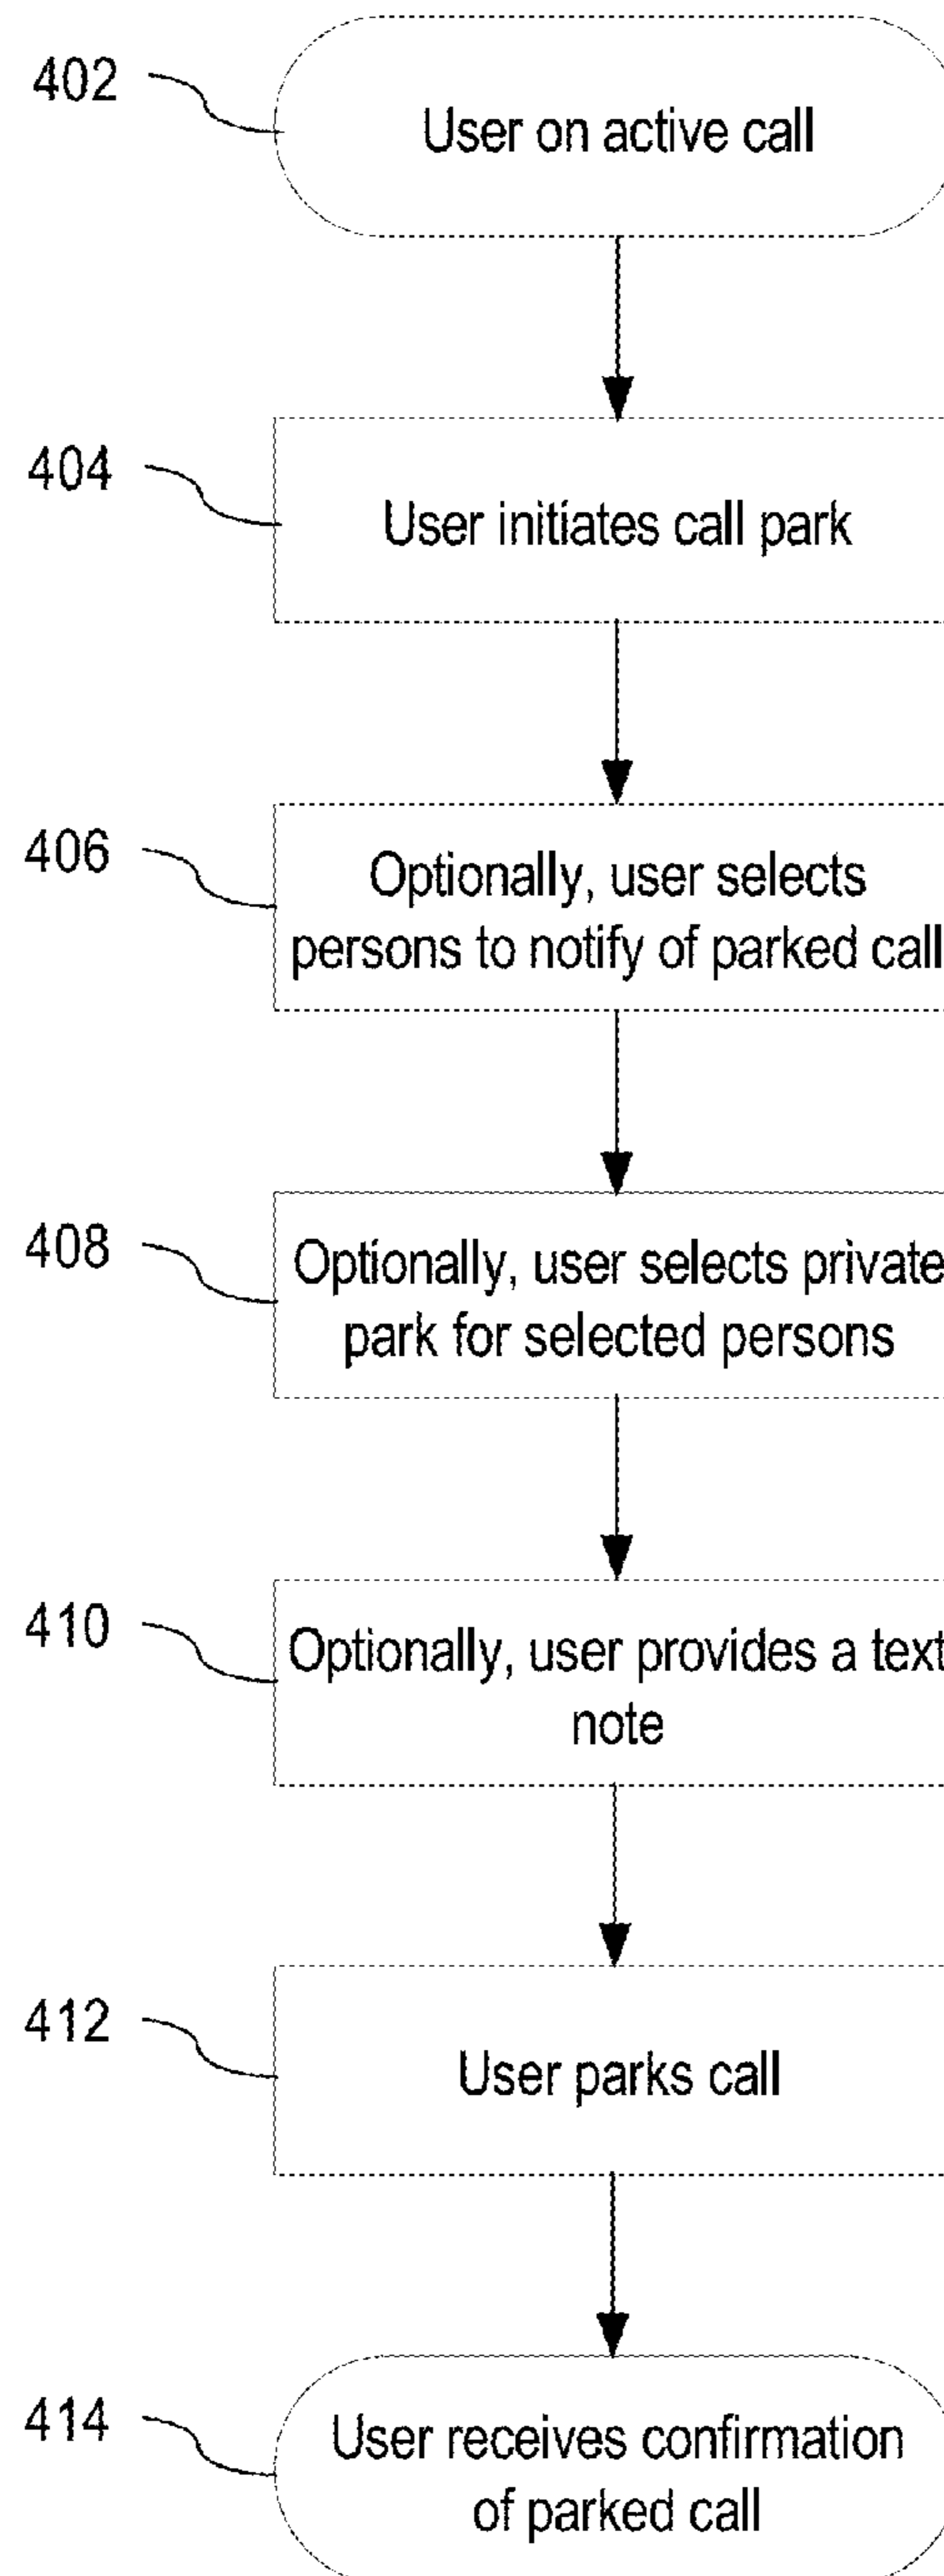 402
User on active call
404
User initiates call park
406
Optionally, user selects
persons to notify of parked call
408
Optionally, user selects private
park for selected persons
410
Optionally, user provides a text
note
412
User parks call
414
User receives confirmation
of parked call